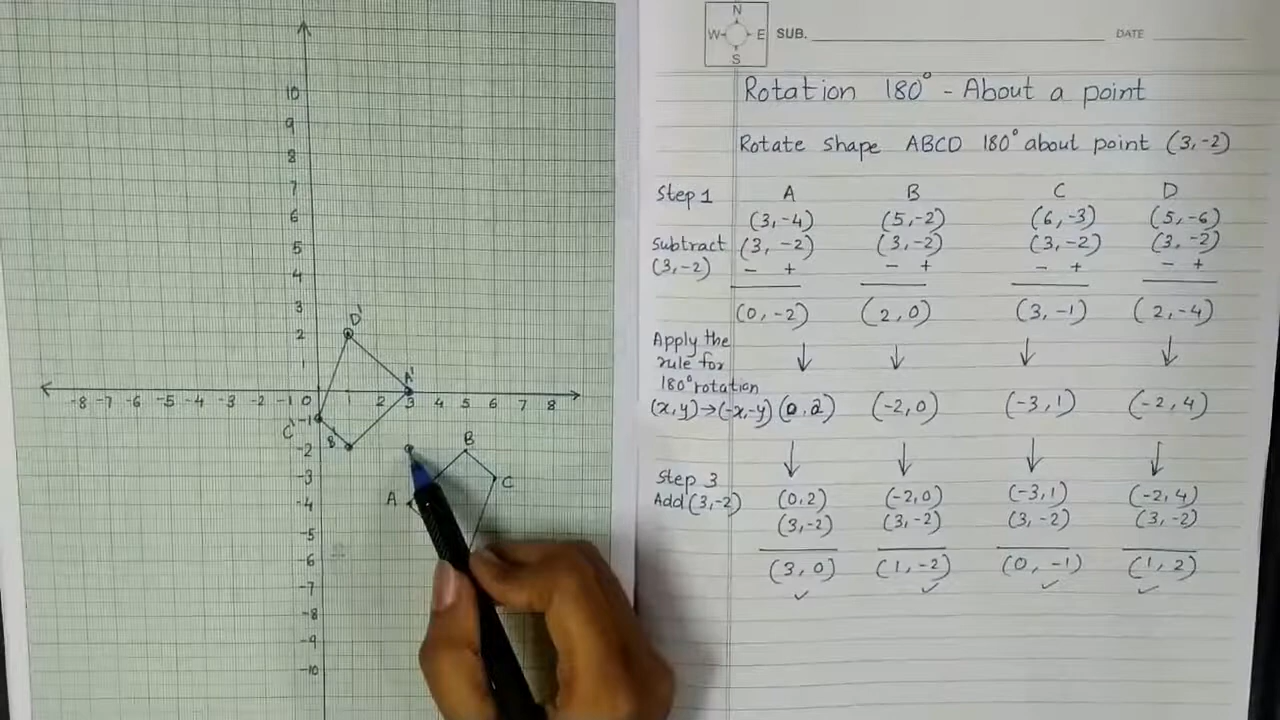 N
W E
S
SUB.
DATE
Rotation 180° - About a point
Rotate shape ABCD 180° about point (3,-2)
Step 1 A B C D
(3,-4) (5,-2) (6,-3) (5,-6)
Subtract (3,-2) (3,-2) (3,-2) (3,-2)
(3,-2) - + - + - + - +
(0,-2) (2,0) (3,-1) (2,-4)
Apply the
rule for
180° rotation
(x,y)→(-x,-y) (0,2) (-2,0) (-3,1) (-2,4)
Step 3
Add (3,-2) (0,2) (-2,0) (-3,1) (-2,4)
(3,-2) (3,-2) (3,-2) (3,-2)
(3,0) (1,-2) (0,-1) (1,2)
10
9
8
7
6
5
4
3
D'
2
1
A'
-8 -7 -6 -5 -4 -3 -2 -1 0 1 2 3 4 5 6 7 8
-1
C'
B'
B
-2
-3
C
A
-4
-5
-6
-7
-8
-9
-10